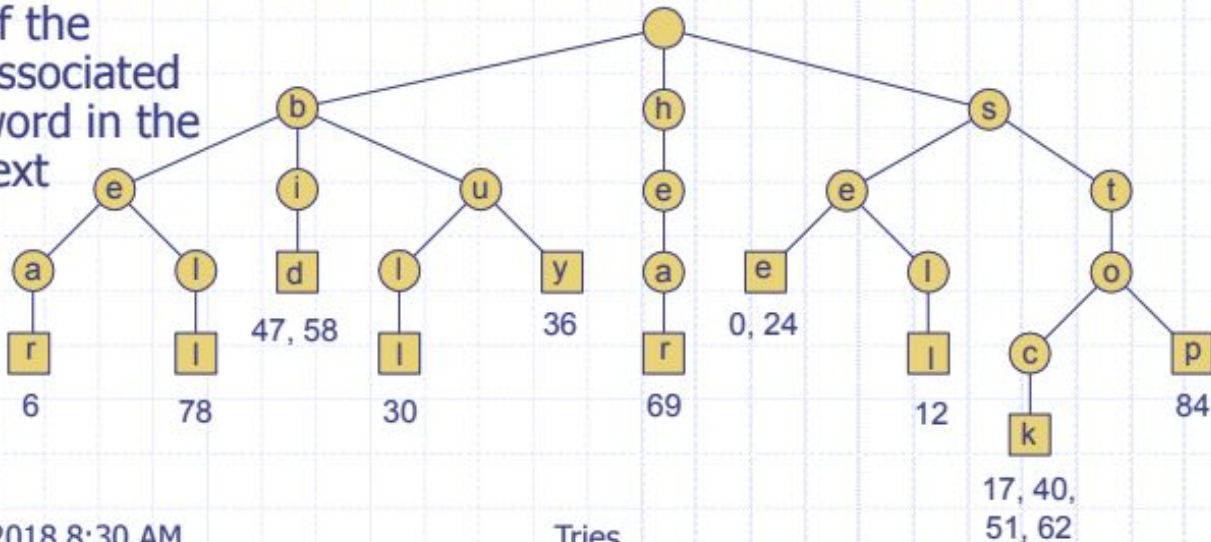 f the
ssociated
word in the
ext
b h s
e i u e e t
a l d l y a e l o
47, 58 36 0, 24
r l l r l c p
6 78 30 69 12 84
k
17, 40,
51, 62
2018 8:30 AM Tries